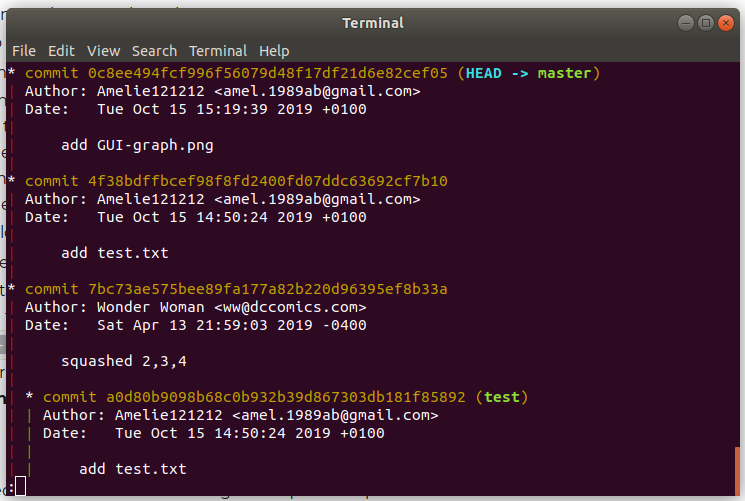 Terminal
File Edit View Search Terminal Help
* commit 0c8ee494fcf996f56079d48f17df21d6e82cef05 (HEAD -> master)
| Author: Amelie121212 <amel.1989ab@gmail.com>
| Date:   Tue Oct 15 15:19:39 2019 +0100
|
|     add GUI-graph.png
|
* commit 4f38bdffbcef98f8fd2400fd07ddc63692cf7b10
| Author: Amelie121212 <amel.1989ab@gmail.com>
| Date:   Tue Oct 15 14:50:24 2019 +0100
|
|     add test.txt
|
* commit 7bc73ae575bee89fa177a82b220d96395ef8b33a
| Author: Wonder Woman <ww@dccomics.com>
| Date:   Sat Apr 13 21:59:03 2019 -0400
|
|     squashed 2,3,4
|
| * commit a0d80b9098b68c0b932b39d867303db181f85892 (test)
| | Author: Amelie121212 <amel.1989ab@gmail.com>
| | Date:   Tue Oct 15 14:50:24 2019 +0100
| |
| |     add test.txt
: